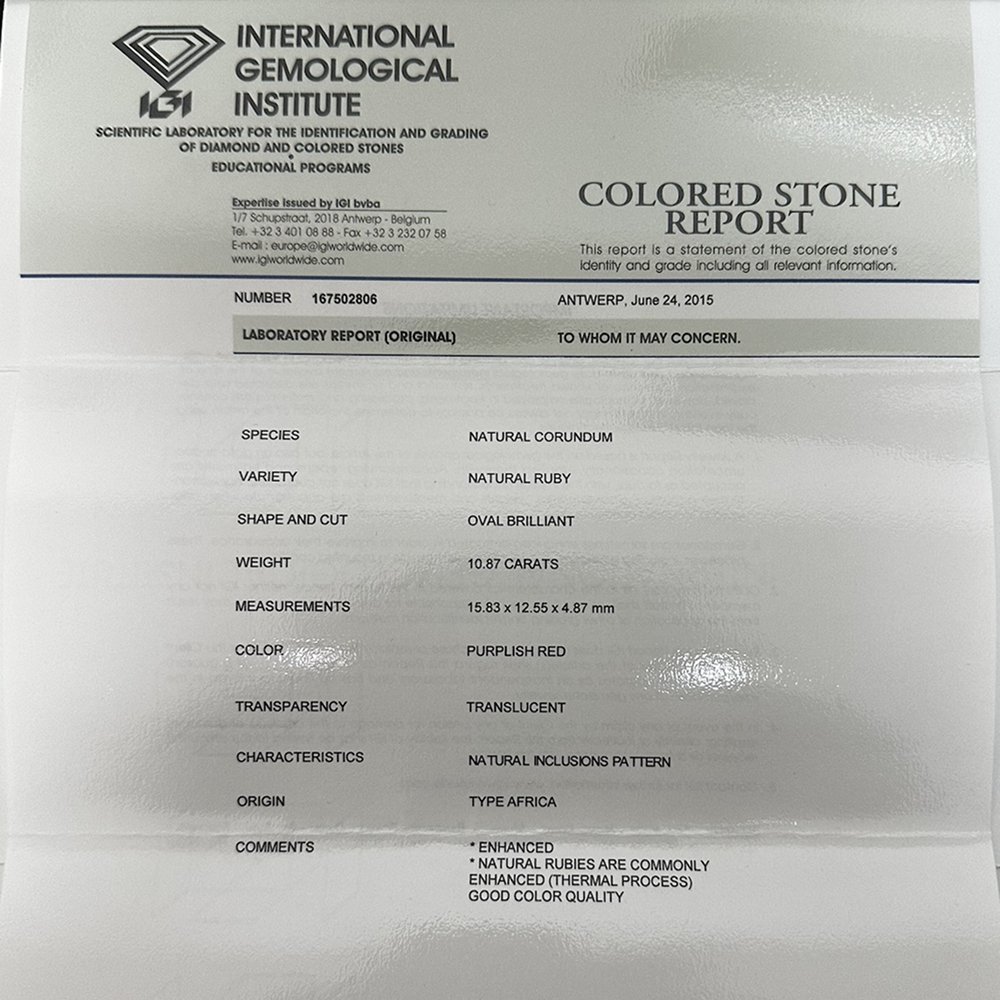 INTERNATIONAL
GEMOLOGICAL
IGI INSTITUTE
SCIENTIFIC LABORATORY FOR THE IDENTIFICATION AND GRADING
OF DIAMOND AND COLORED STONES
•
EDUCATIONAL PROGRAMS
Expertise issued by IGI bvba
1/7 Schupstraat, 2018 Antwerp - Belgium
Tel. +32 3 401 08 88 - Fax +32 3 232 07 58
E-mail : europe@igiworldwide.com
www.igiworldwide.com
COLORED STONE
REPORT
This report is a statement of the colored stone's
identity and grade including all relevant information.
NUMBER 167502806 ANTWERP, June 24, 2015
LABORATORY REPORT (ORIGINAL) TO WHOM IT MAY CONCERN.
SPECIES NATURAL CORUNDUM
VARIETY NATURAL RUBY
SHAPE AND CUT OVAL BRILLIANT
WEIGHT 10.87 CARATS
MEASUREMENTS 15.83 x 12.55 x 4.87 mm
COLOR PURPLISH RED
TRANSPARENCY TRANSLUCENT
CHARACTERISTICS NATURAL INCLUSIONS PATTERN
ORIGIN TYPE AFRICA
COMMENTS * ENHANCED
* NATURAL RUBIES ARE COMMONLY
ENHANCED (THERMAL PROCESS)
GOOD COLOR QUALITY